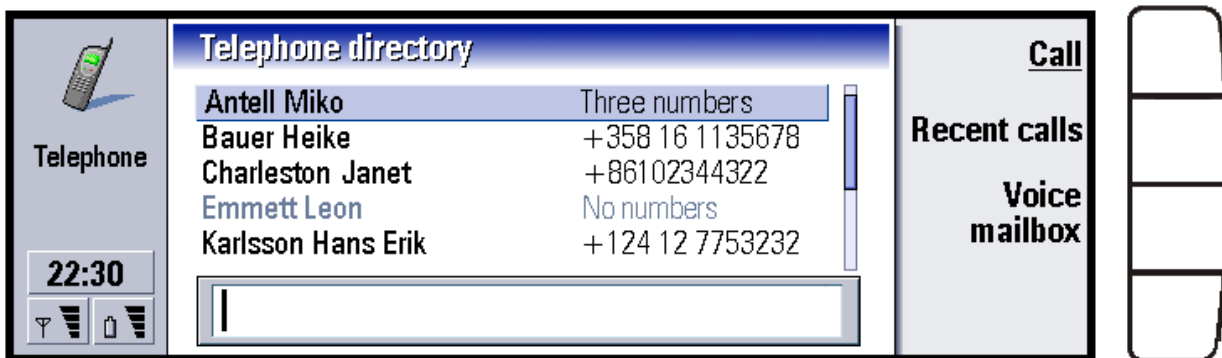 Telephone
22:30
Telephone directory
Antell Miko Three numbers
Bauer Heike +358 16 1135678
Charleston Janet +86102344322
Emmett Leon No numbers
Karlsson Hans Erik +124 12 7753232
Call
Recent calls
Voice
mailbox